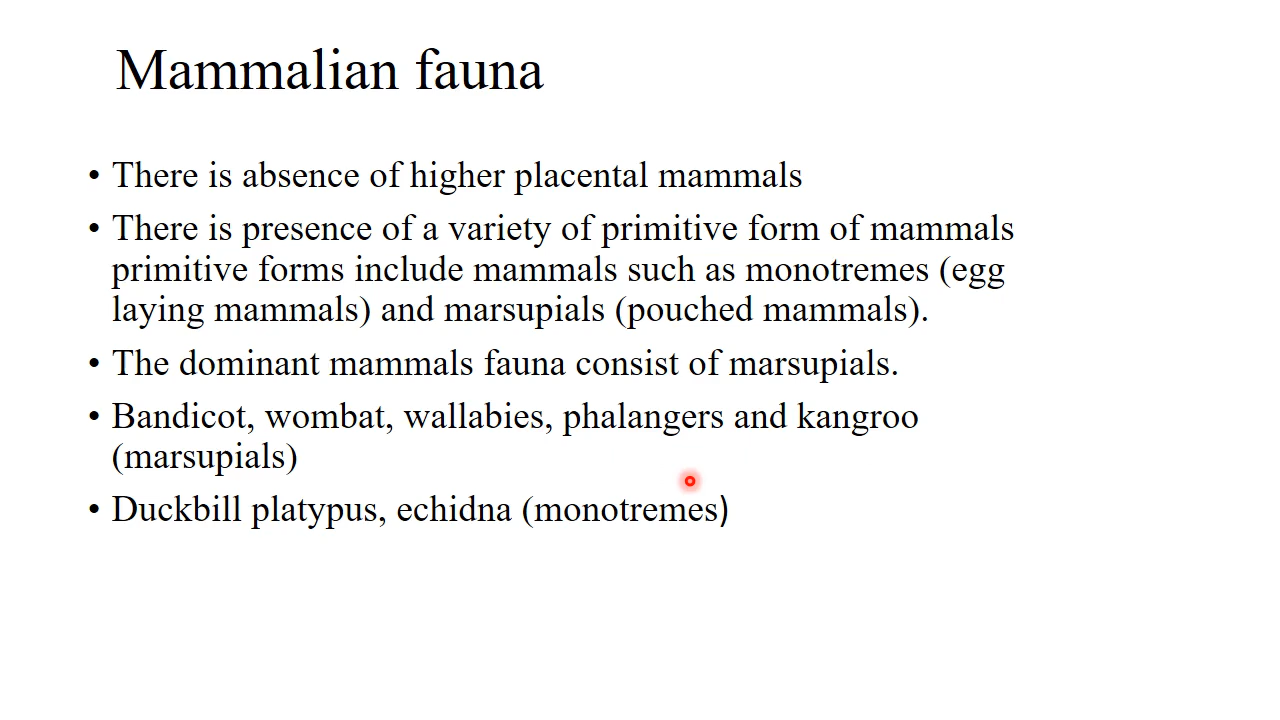 Mammalian fauna
• There is absence of higher placental mammals
• There is presence of a variety of primitive form of mammals
primitive forms include mammals such as monotremes (egg
laying mammals) and marsupials (pouched mammals).
• The dominant mammals fauna consist of marsupials.
• Bandicot, wombat, wallabies, phalangers and kangroo
(marsupials)
• Duckbill platypus, echidna (monotremes)